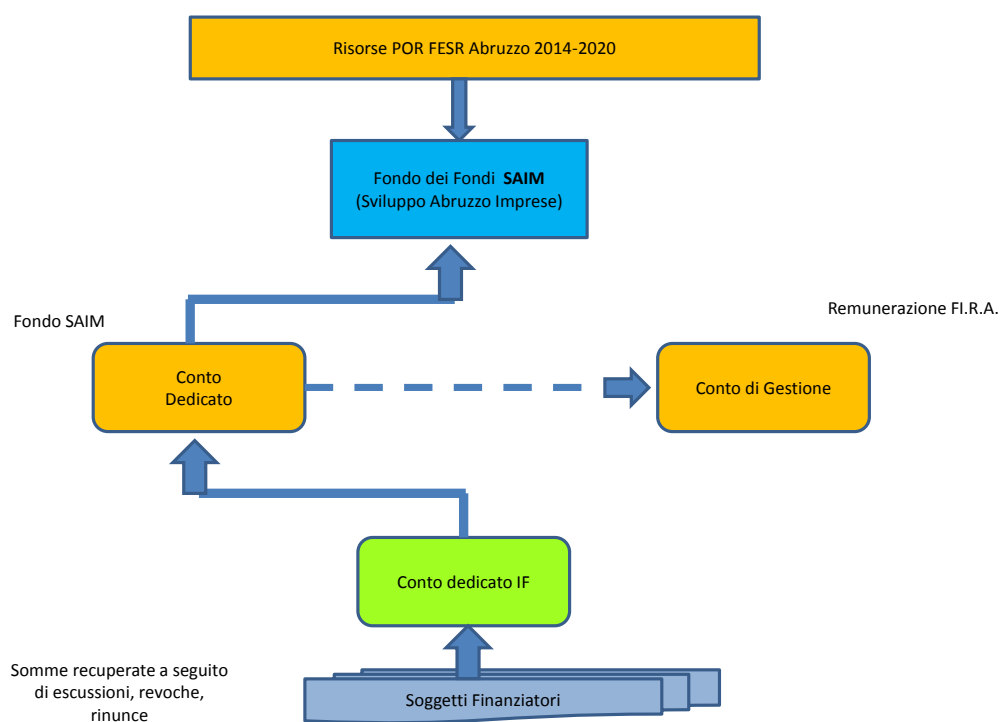 Risorse POR FESR Abruzzo 2014-2020
Fondo dei Fondi SAIM
(Sviluppo Abruzzo Imprese)
Fondo SAIM
Remunerazione FI.R.A.
Conto
Dedicato
Conto di Gestione
Conto dedicato IF
Somme recuperate a seguito
di escussioni, revoche,
rinunce
Soggetti Finanziatori